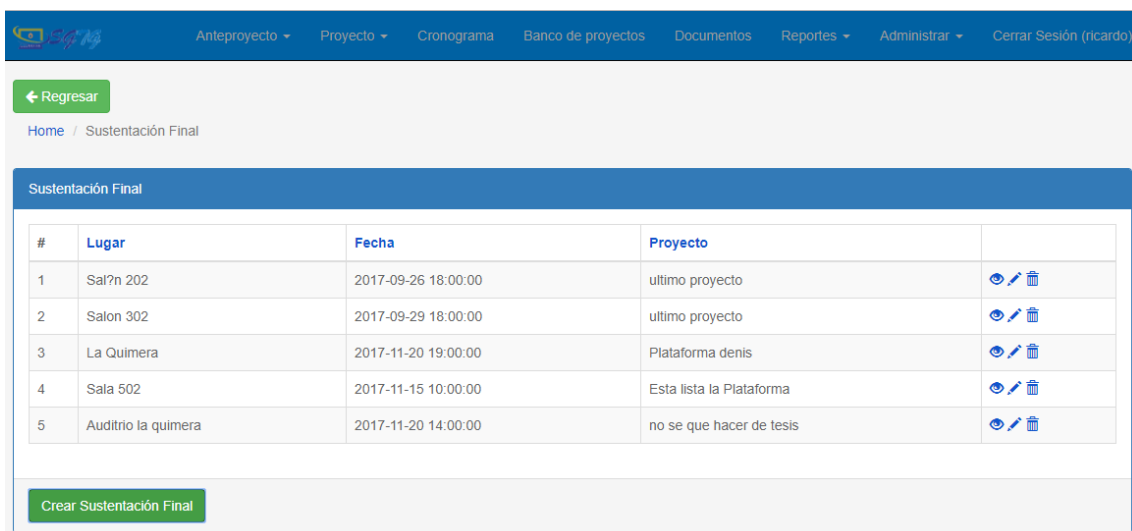 Anteproyecto Proyecto Cronograma Banco de proyectos Documentos Reportes Administrar Cerrar Sesión (ricardo)
Regresar
Home / Sustentación Final
Sustentación Final
# Lugar Fecha Proyecto
1 Sal?n 202 2017-09-26 18:00:00 ultimo proyecto
2 Salon 302 2017-09-29 18:00:00 ultimo proyecto
3 La Quimera 2017-11-20 19:00:00 Plataforma denis
4 Sala 502 2017-11-15 10:00:00 Esta lista la Plataforma
5 Auditrio la quimera 2017-11-20 14:00:00 no se que hacer de tesis
Crear Sustentación Final